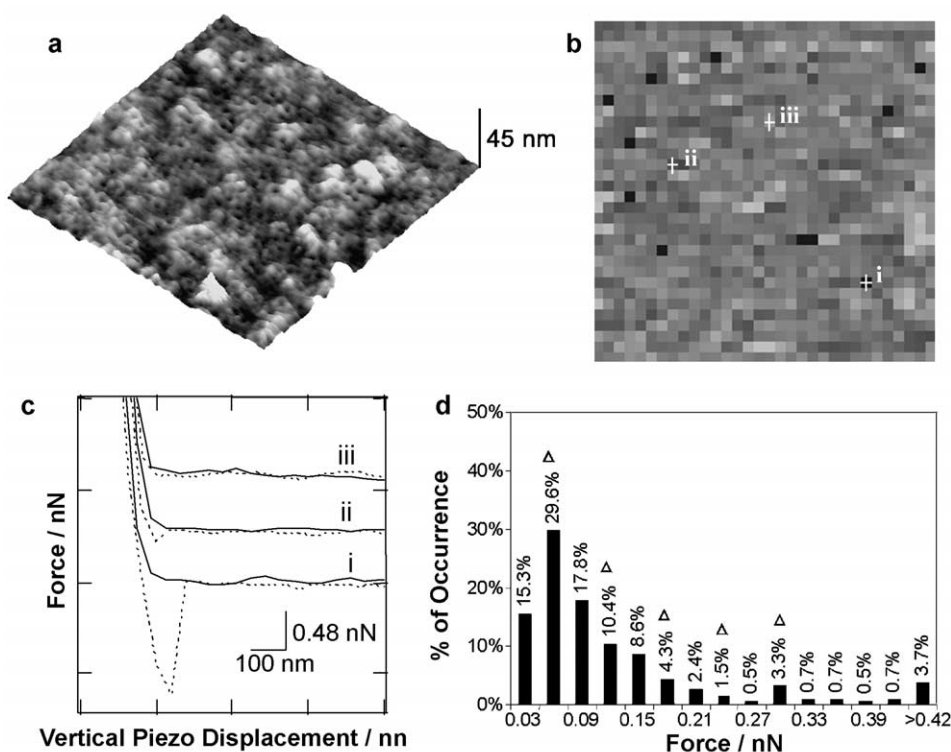 a
45 nm
b
iii
ii
i
c
Force / nN
iii
ii
i
0.48 nN
100 nm
Vertical Piezo Displacement / nn
d
% of Occurrence
50%
40%
30%
20%
10%
0%
15.3%
Δ
29.6%
17.8%
Δ
10.4%
8.6%
Δ
4.3%
2.4%
Δ
1.5%
0.5%
Δ
3.3%
0.7%
0.7%
0.5%
0.7%
3.7%
0.03 0.09 0.15 0.21 0.27 0.33 0.39 >0.42
Force / nN